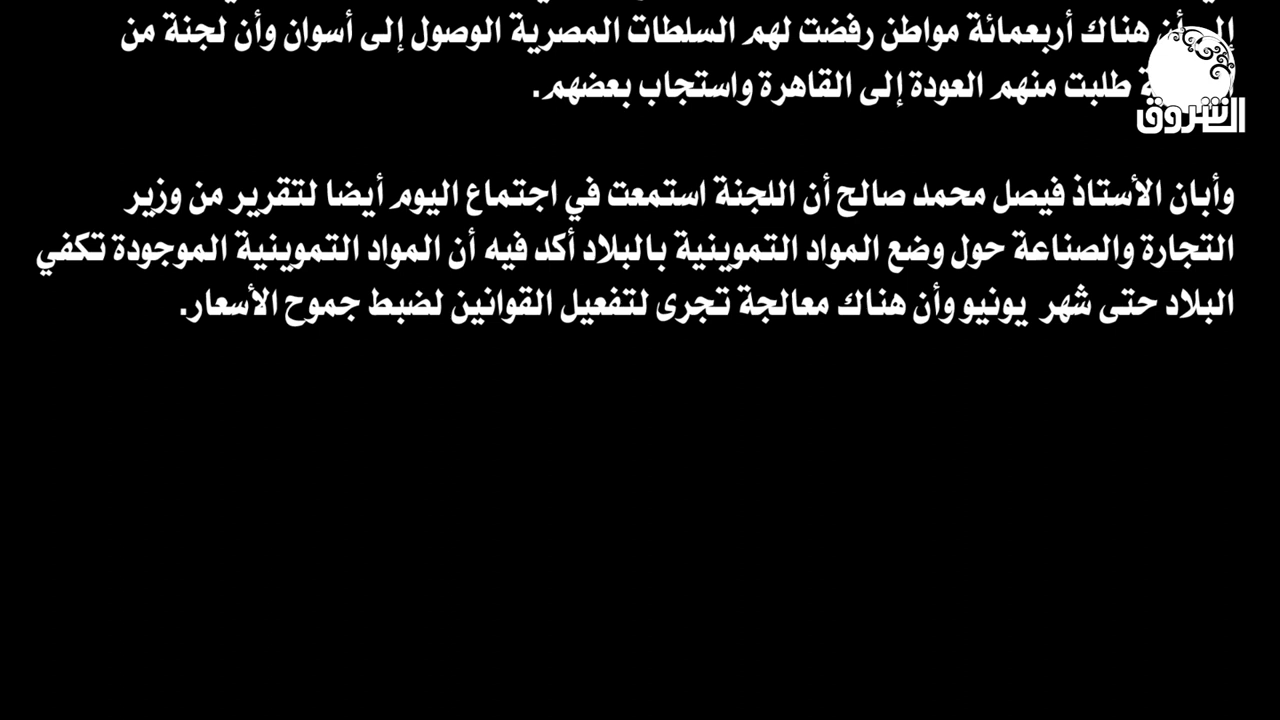 أن هناك أربعمائة مواطن رفضت لهم السلطات المصرية الوصول إلى أسوان وأن لجنة من
طلبت منهم العودة إلى القاهرة واستجاب بعضهم.
الشروق
وأبان الأستاذ فيصل محمد صالح أن اللجنة استمعت في اجتماع اليوم أيضا لتقرير من وزير
التجارة والصناعة حول وضع المواد التموينية بالبلاد أكد فيه أن المواد التموينية الموجودة تكفي
البلاد حتى شهر يونيو وأن هناك معالجة تجرى لتفعيل القوانين لضبط جموح الأسعار.